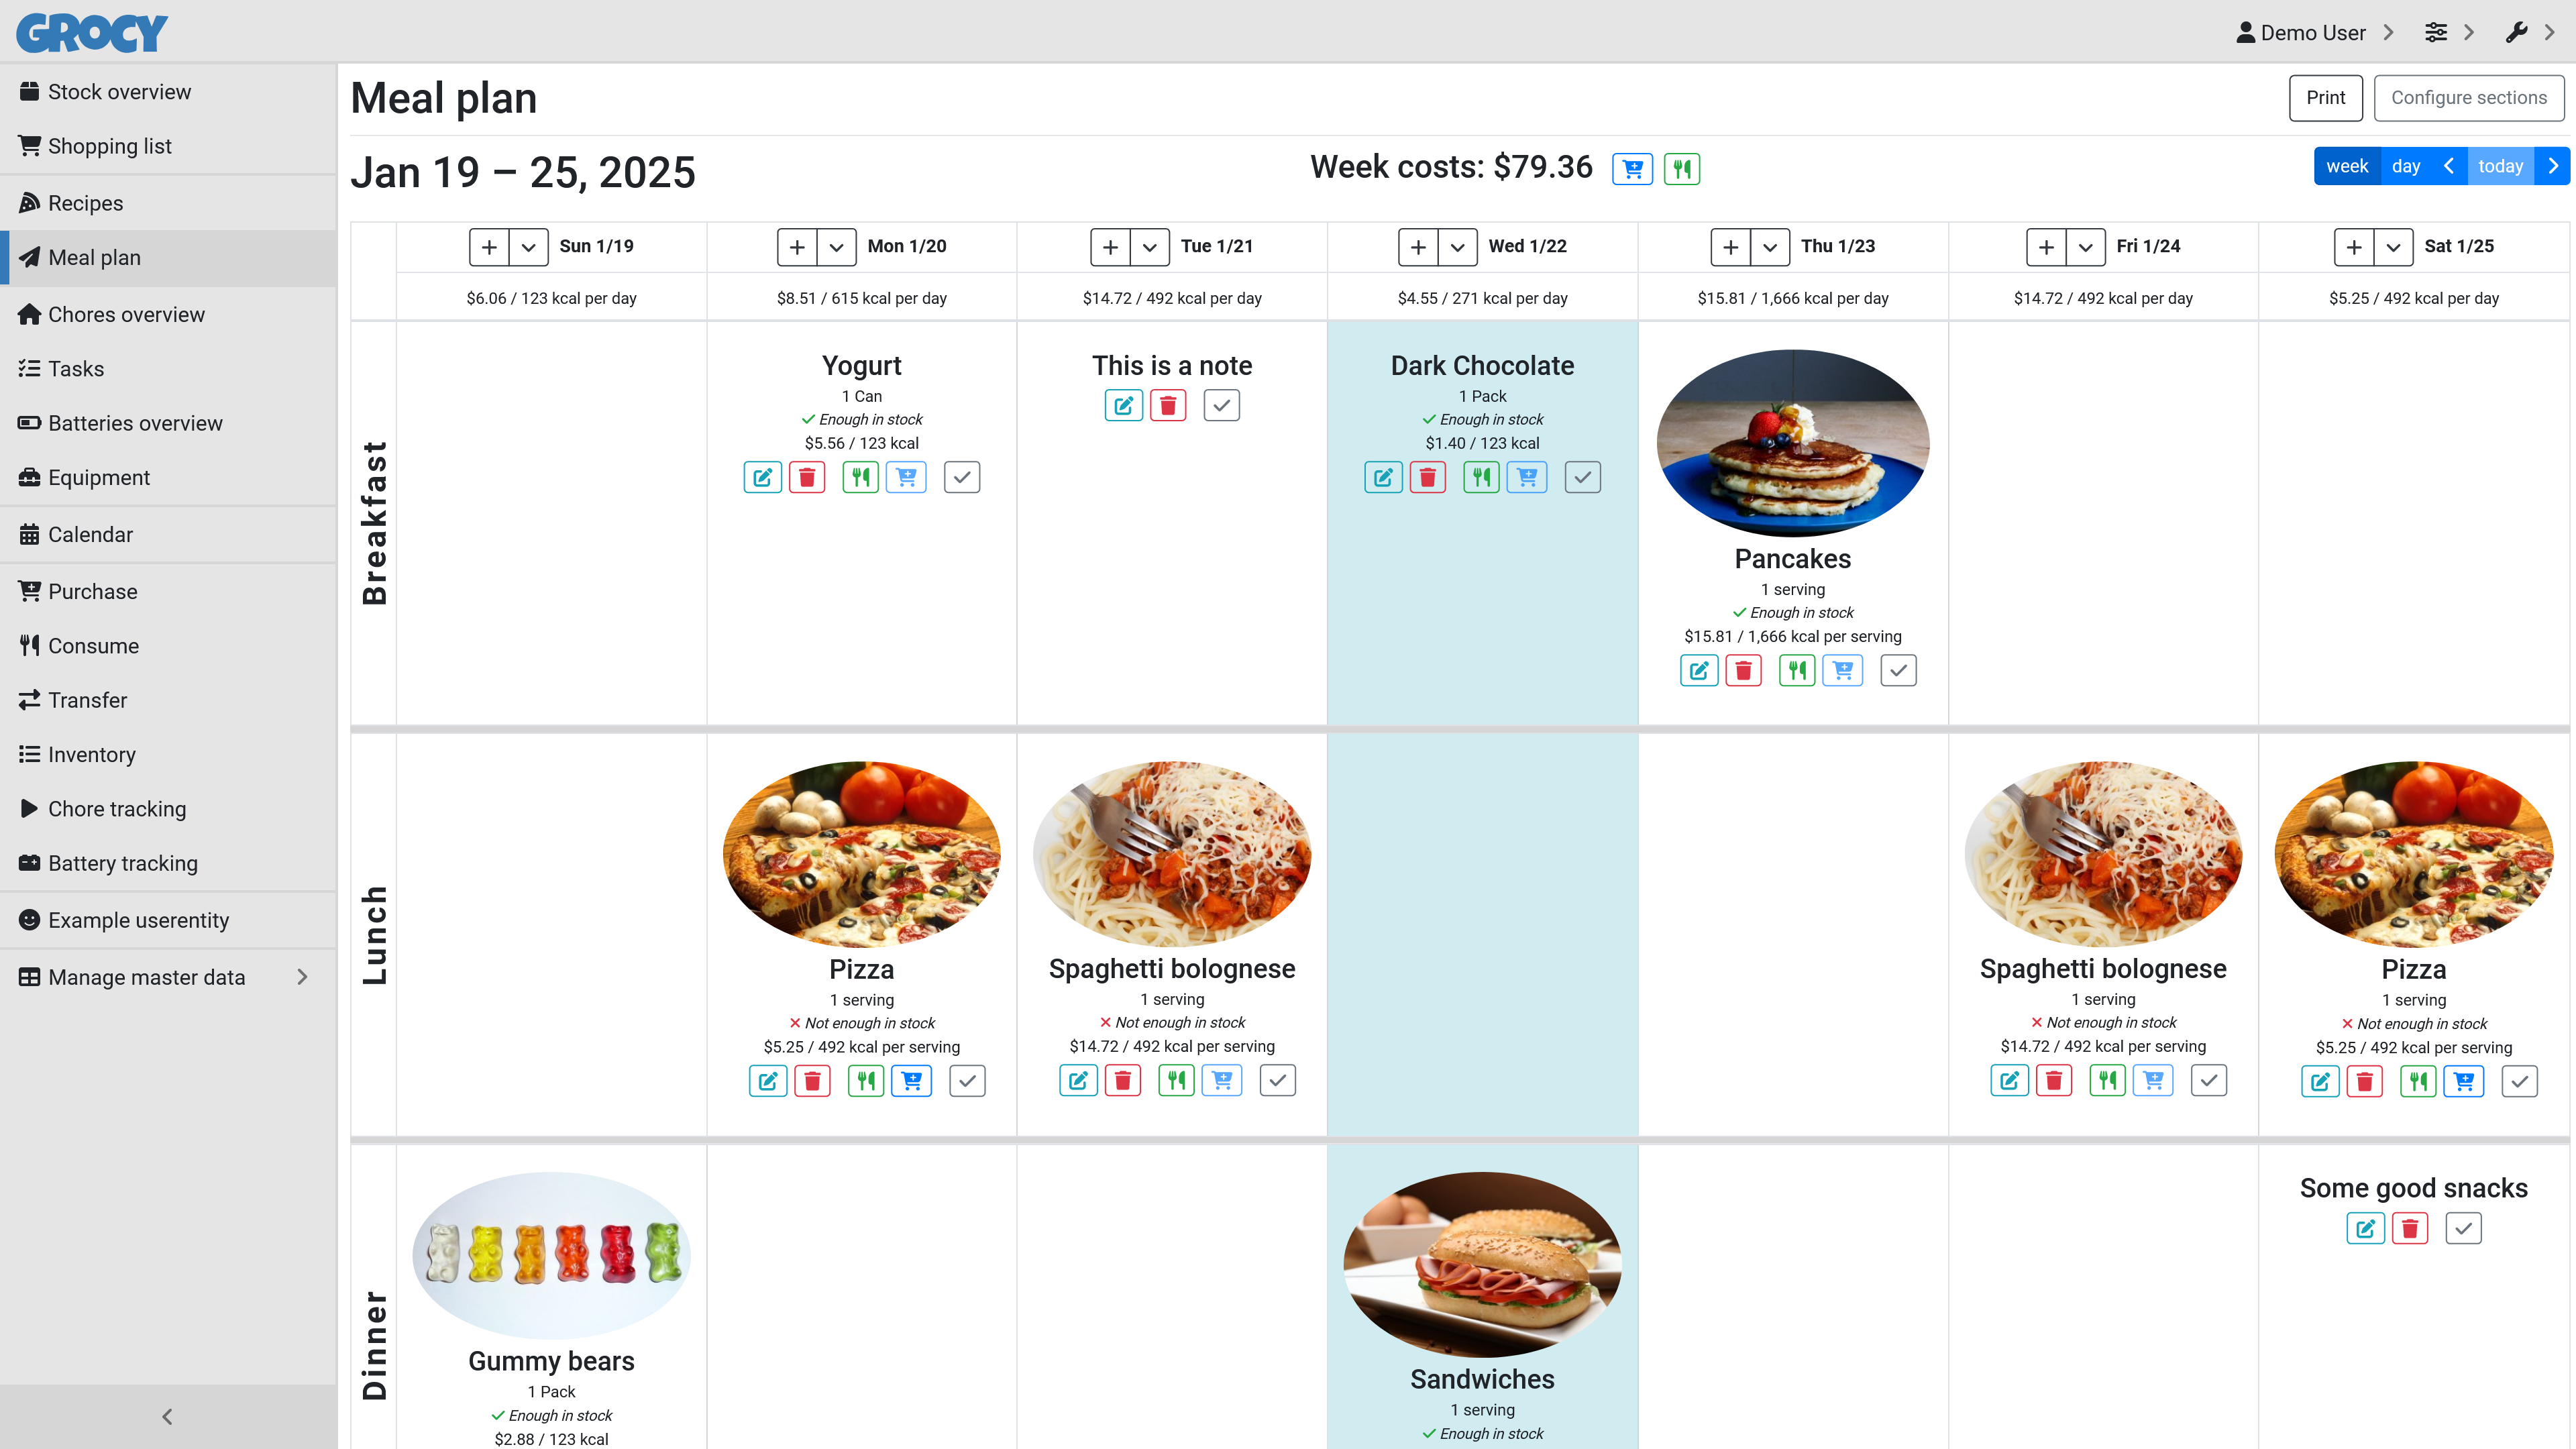 GROCY
Demo User
Stock overview
Shopping list
Recipes
Meal plan
Chores overview
Tasks
Batteries overview
Equipment
Calendar
Purchase
Consume
Transfer
Inventory
Chore tracking
Battery tracking
Example userentity
Manage master data
Meal plan
Print
Configure sections
Jan 19 – 25, 2025
Week costs: $79.36
week
day
today
Sun 1/19
Mon 1/20
Tue 1/21
Wed 1/22
Thu 1/23
Fri 1/24
Sat 1/25
$6.06 / 123 kcal per day
$8.51 / 615 kcal per day
$14.72 / 492 kcal per day
$4.55 / 271 kcal per day
$15.81 / 1,666 kcal per day
$14.72 / 492 kcal per day
$5.25 / 492 kcal per day
Breakfast
Yogurt
1 Can
Enough in stock
$5.56 / 123 kcal
This is a note
Dark Chocolate
1 Pack
Enough in stock
$1.40 / 123 kcal
Pancakes
1 serving
Enough in stock
$15.81 / 1,666 kcal per serving
Lunch
Pizza
1 serving
Not enough in stock
$5.25 / 492 kcal per serving
Spaghetti bolognese
1 serving
Not enough in stock
$14.72 / 492 kcal per serving
Spaghetti bolognese
1 serving
Not enough in stock
$14.72 / 492 kcal per serving
Pizza
1 serving
Not enough in stock
$5.25 / 492 kcal per serving
Dinner
Gummy bears
1 Pack
Enough in stock
$2.88 / 123 kcal
Sandwiches
1 serving
Enough in stock
Some good snacks